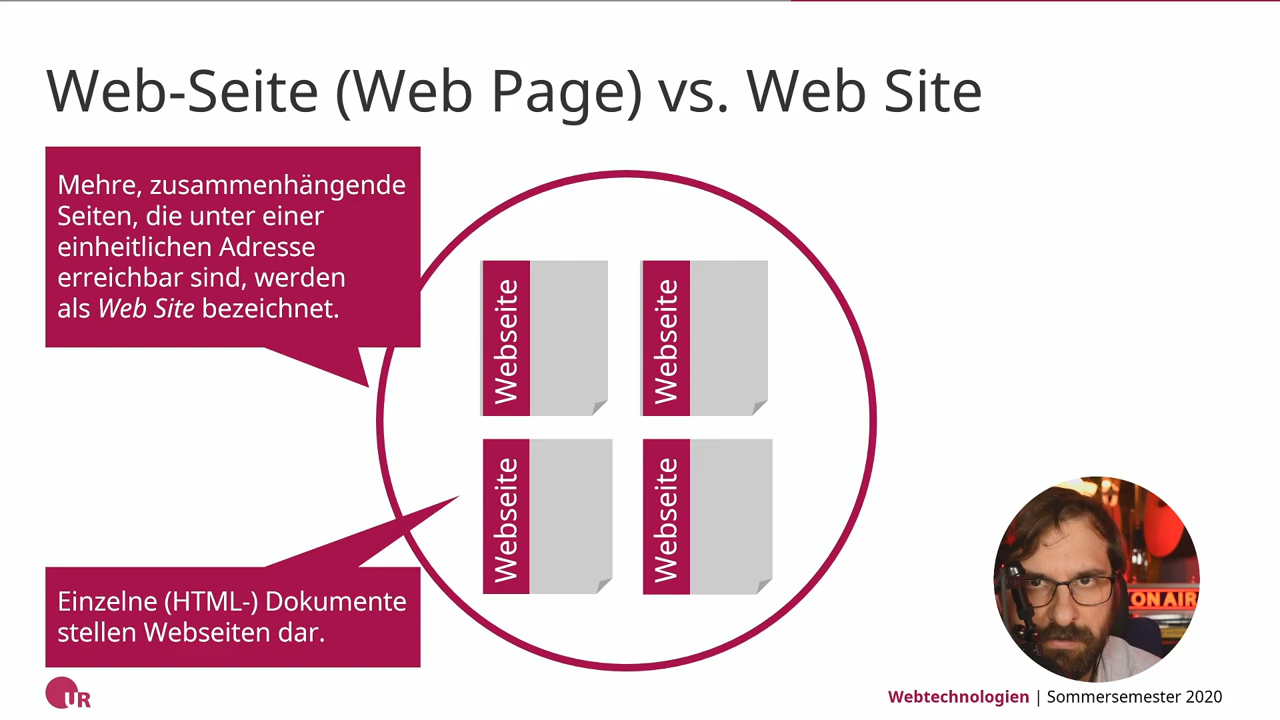 Web-Seite (Web Page) vs. Web Site
Mehre, zusammenhängende
Seiten, die unter einer
einheitlichen Adresse
erreichbar sind, werden
als Web Site bezeichnet.
Webseite
Webseite
Webseite
Webseite
Einzelne (HTML-) Dokumente
stellen Webseiten dar.
ON AIR
UR
Webtechnologien | Sommersemester 2020